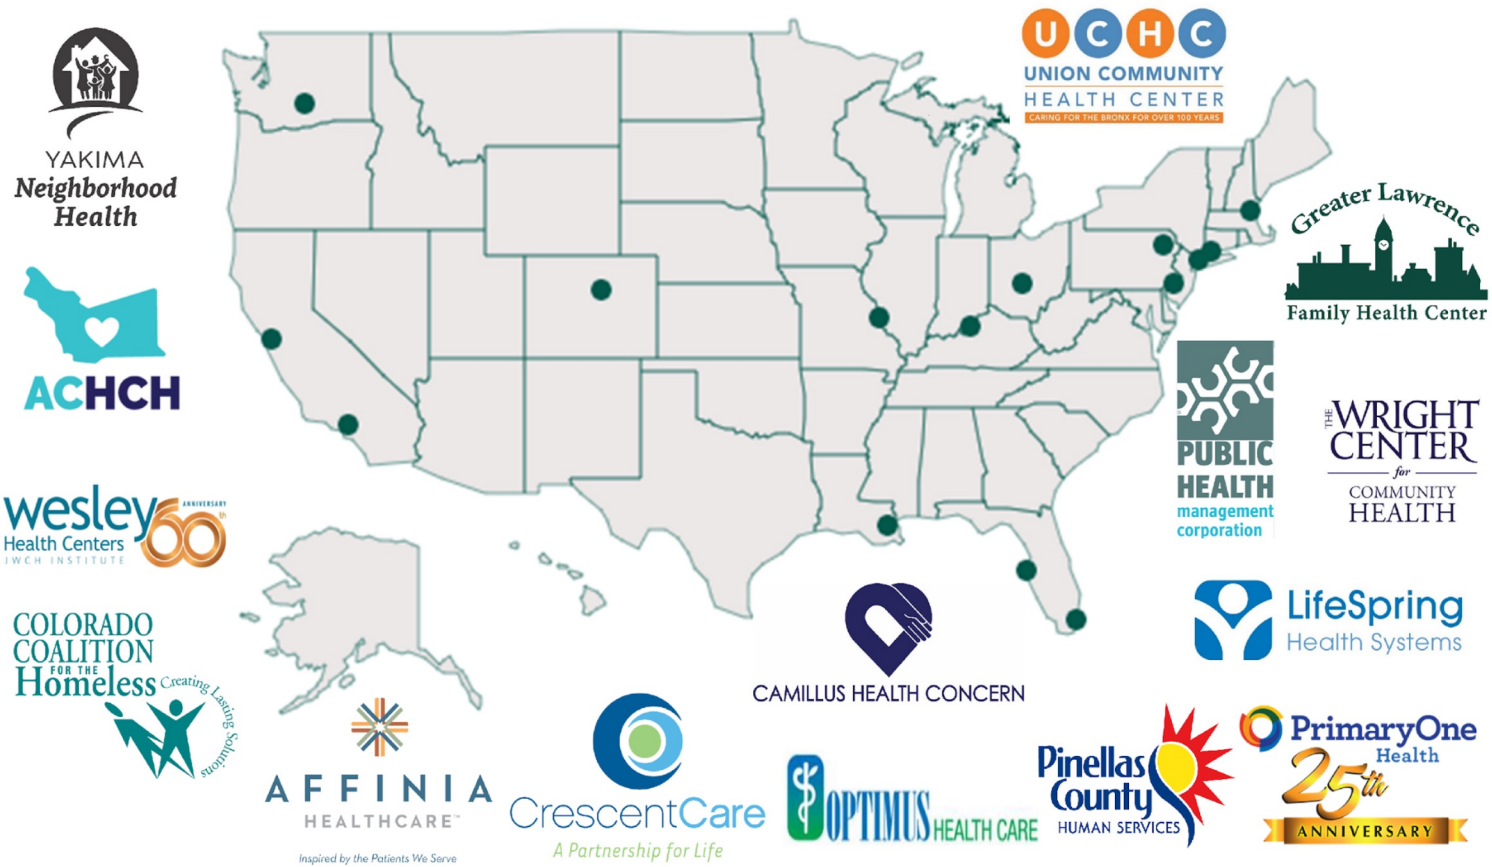 YAKIMA
Neighborhood
Health
ACHCH
wesley
60th
ANNIVERSARY
Health Centers
JWCH INSTITUTE
COLORADO
COALITION
FOR THE
Homeless
Creating Lasting Solutions
AFFINIA
HEALTHCARE™
Inspired by the Patients We Serve
CrescentCare
A Partnership for Life
OPTIMUS HEALTH CARE
CAMILLUS HEALTH CONCERN
Pinellas
County
HUMAN SERVICES
PrimaryOne
Health
25th
ANNIVERSARY
LifeSpring
Health Systems
PUBLIC
HEALTH
management
corporation
THE
WRIGHT
CENTER
for
COMMUNITY
HEALTH
Greater Lawrence
Family Health Center
UCHC
UNION COMMUNITY
HEALTH CENTER
CARING FOR THE BRONX FOR OVER 100 YEARS